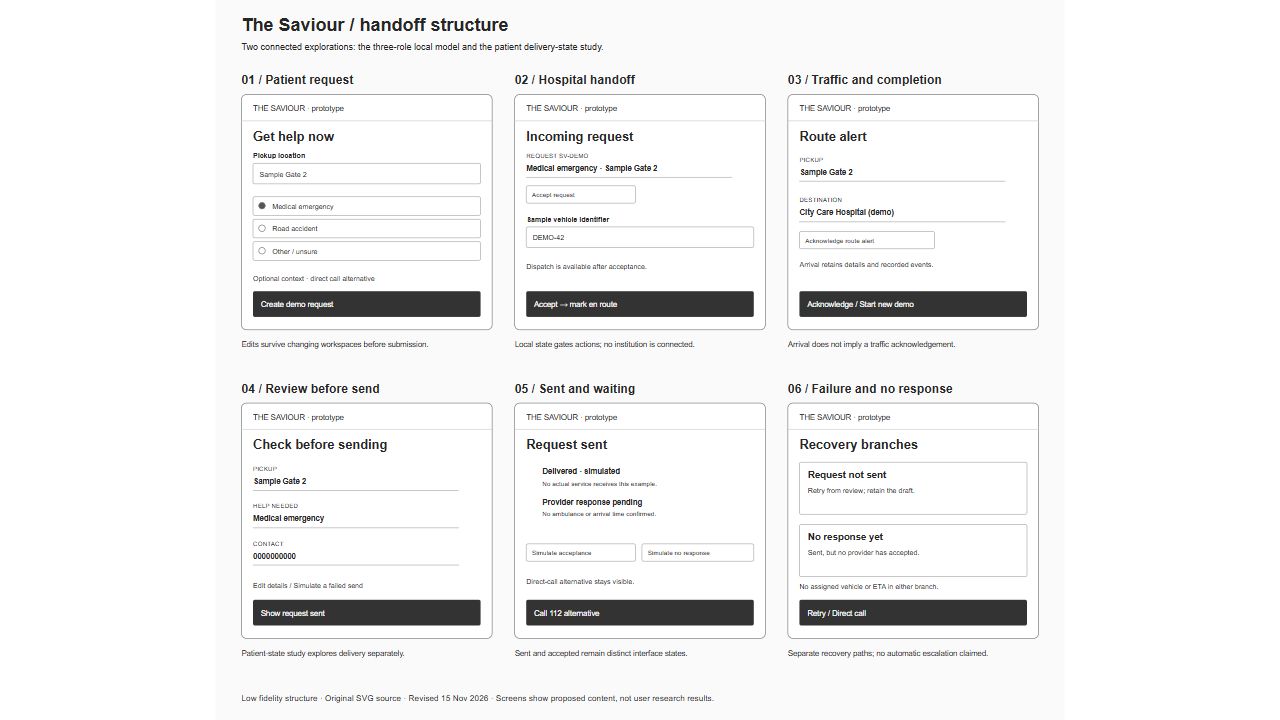 The Saviour / handoff structure
Two connected explorations: the three-role local model and the patient delivery-state study.
01 / Patient request
THE SAVIOUR · prototype
Get help now
Pickup location
Sample Gate 2
Medical emergency
Road accident
Other / unsure
Optional context · direct call alternative
Create demo request
Edits survive changing workspaces before submission.
02 / Hospital handoff
THE SAVIOUR · prototype
Incoming request
REQUEST SV-DEMO
Medical emergency · Sample Gate 2
Accept request
Sample vehicle identifier
DEMO-42
Dispatch is available after acceptance.
Accept → mark en route
Local state gates actions; no institution is connected.
03 / Traffic and completion
THE SAVIOUR · prototype
Route alert
PICKUP
Sample Gate 2
DESTINATION
City Care Hospital (demo)
Acknowledge route alert
Arrival retains details and recorded events.
Acknowledge / Start new demo
Arrival does not imply a traffic acknowledgement.
04 / Review before send
THE SAVIOUR · prototype
Check before sending
PICKUP
Sample Gate 2
HELP NEEDED
Medical emergency
CONTACT
0000000000
Edit details / Simulate a failed send
Show request sent
Patient-state study explores delivery separately.
05 / Sent and waiting
THE SAVIOUR · prototype
Request sent
Delivered · simulated
No actual service receives this example.
Provider response pending
No ambulance or arrival time confirmed.
Simulate acceptance
Simulate no response
Direct-call alternative stays visible.
Call 112 alternative
Sent and accepted remain distinct interface states.
06 / Failure and no response
THE SAVIOUR · prototype
Recovery branches
Request not sent
Retry from review; retain the draft.
No response yet
Sent, but no provider has accepted.
No assigned vehicle or ETA in either branch.
Retry / Direct call
Separate recovery paths; no automatic escalation claimed.
Low fidelity structure · Original SVG source · Revised 15 Nov 2026 · Screens show proposed content, not user research results.